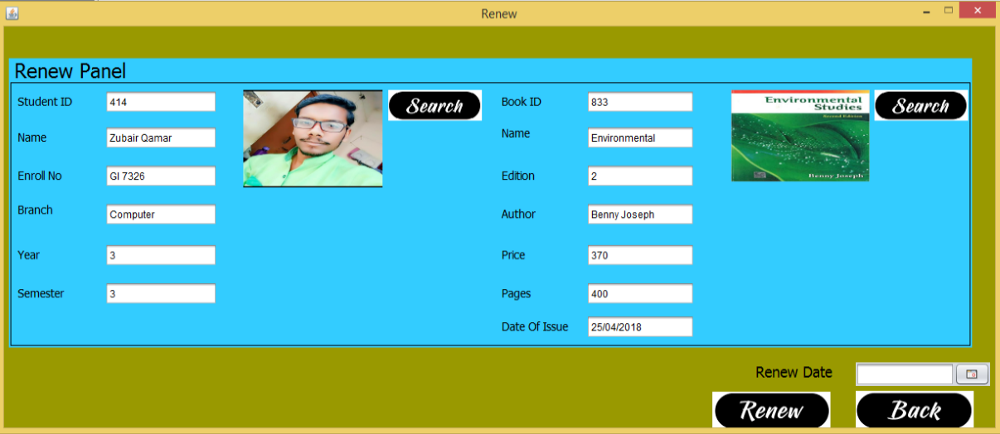 Renew
Renew Panel
Student ID 414
Search
Name Zubair Qamar
Enroll No GI 7326
Branch Computer
Year 3
Semester 3
Book ID 833
Environmental
Studies
Second Edition
Benny Joseph
Search
Name Environmental
Edition 2
Author Benny Joseph
Price 370
Pages 400
Date Of Issue 25/04/2018
Renew Date
Renew
Back